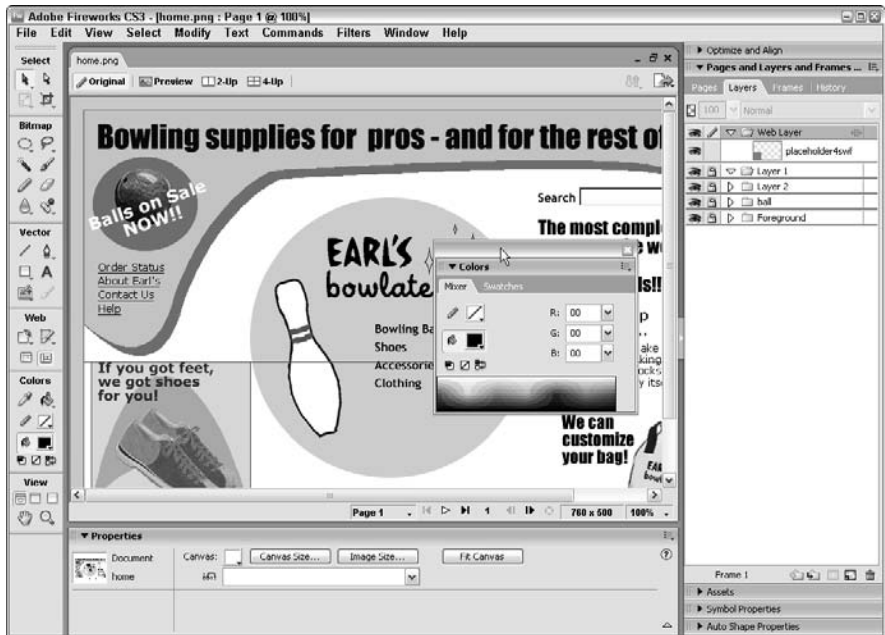 Adobe Fireworks CS3 - [home.png : Page 1 @ 100%]
File Edit View Select Modify Text Commands Filters Window Help
Select
Bitmap
Vector
Web
Colors
View
home.png
Original Preview 2-Up 4-Up
Bowling supplies for pros - and for the rest of
Balls on Sale
NOW!!
Order Status
About Earl's
Contact Us
Help
If you got feet,
we got shoes
for you!
EARL'S
bowlate
Bowling Ba
Shoes
Accessorie
Clothing
Search
The most compl
We can
customize
your bag!
Colors
Mixer Swatches
R: 00
G: 00
B: 00
Page 1 1 760 x 500 100%
Properties
Document
home
Canvas: Canvas Size... Image Size... Fit Canvas
Optimize and Align
Pages and Layers and Frames ...
Pages Layers Frames History
100 Normal
Web Layer
placeholder4swf
Layer 1
Layer 2
ball
Foreground
Frame 1
Assets
Symbol Properties
Auto Shape Properties